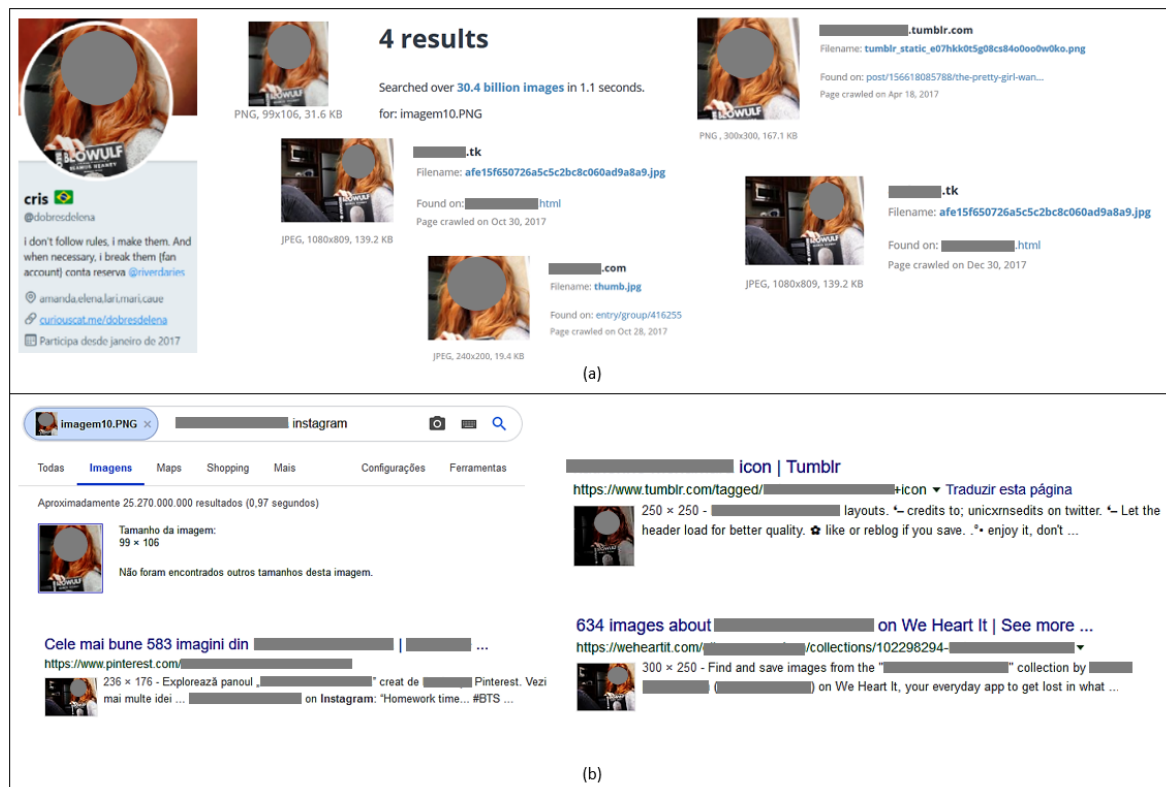 BEOWULF
SEAMUS HEANEY
cris
@dobresdelena
i don't follow rules, i make them. And
when necessary, i break them {fan
account} conta reserva @riverdaries
amanda,elena,lari,mari,caue
curiouscat.me/dobresdelena
Participa desde janeiro de 2017
PNG, 99x106, 31.6 KB
4 results
Searched over 30.4 billion images in 1.1 seconds.
for: imagem10.PNG
JPEG, 1080x809, 139.2 KB
.tk
Filename: afe15f650726a5c5c2bc8c060ad9a8a9.jpg
Found on: html
Page crawled on Oct 30, 2017
JPEG, 240x200, 19.4 KB
.com
Filename: thumb.jpg
Found on: entry/group/416255
Page crawled on Oct 28, 2017
PNG , 300x300, 167.1 KB
.tumblr.com
Filename: tumblr_static_e07hkk0t5g08cs84o0oo0w0ko.png
Found on: post/156618085788/the-pretty-girl-wan...
Page crawled on Apr 18, 2017
JPEG, 1080x809, 139.2 KB
.tk
Filename: afe15f650726a5c5c2bc8c060ad9a8a9.jpg
Found on: .html
Page crawled on Dec 30, 2017
(a)
imagem10.PNG × instagram
Todas Imagens Maps Shopping Mais Configurações Ferramentas
Aproximadamente 25.270.000.000 resultados (0,97 segundos)
Tamanho da imagem:
99 × 106
Não foram encontrados outros tamanhos desta imagem.
Cele mai bune 583 imagini din | ...
https://www.pinterest.com/
236 × 176 - Explorează panoul „ ” creat de Pinterest. Vezi
mai multe idei ... on Instagram: “Homework time... #BTS ...
icon | Tumblr
https://www.tumblr.com/tagged/ +icon ▾ Traduzir esta página
250 × 250 - layouts. ❛– credits to; unicxrnsedits on twitter. ❛– Let the
header load for better quality. ✿ like or reblog if you save. .°• enjoy it, don't ...
634 images about on We Heart It | See more ...
https://weheartit.com/ /collections/102298294- ▾
300 × 250 - Find and save images from the " " collection by
( ) on We Heart It, your everyday app to get lost in what ...
(b)